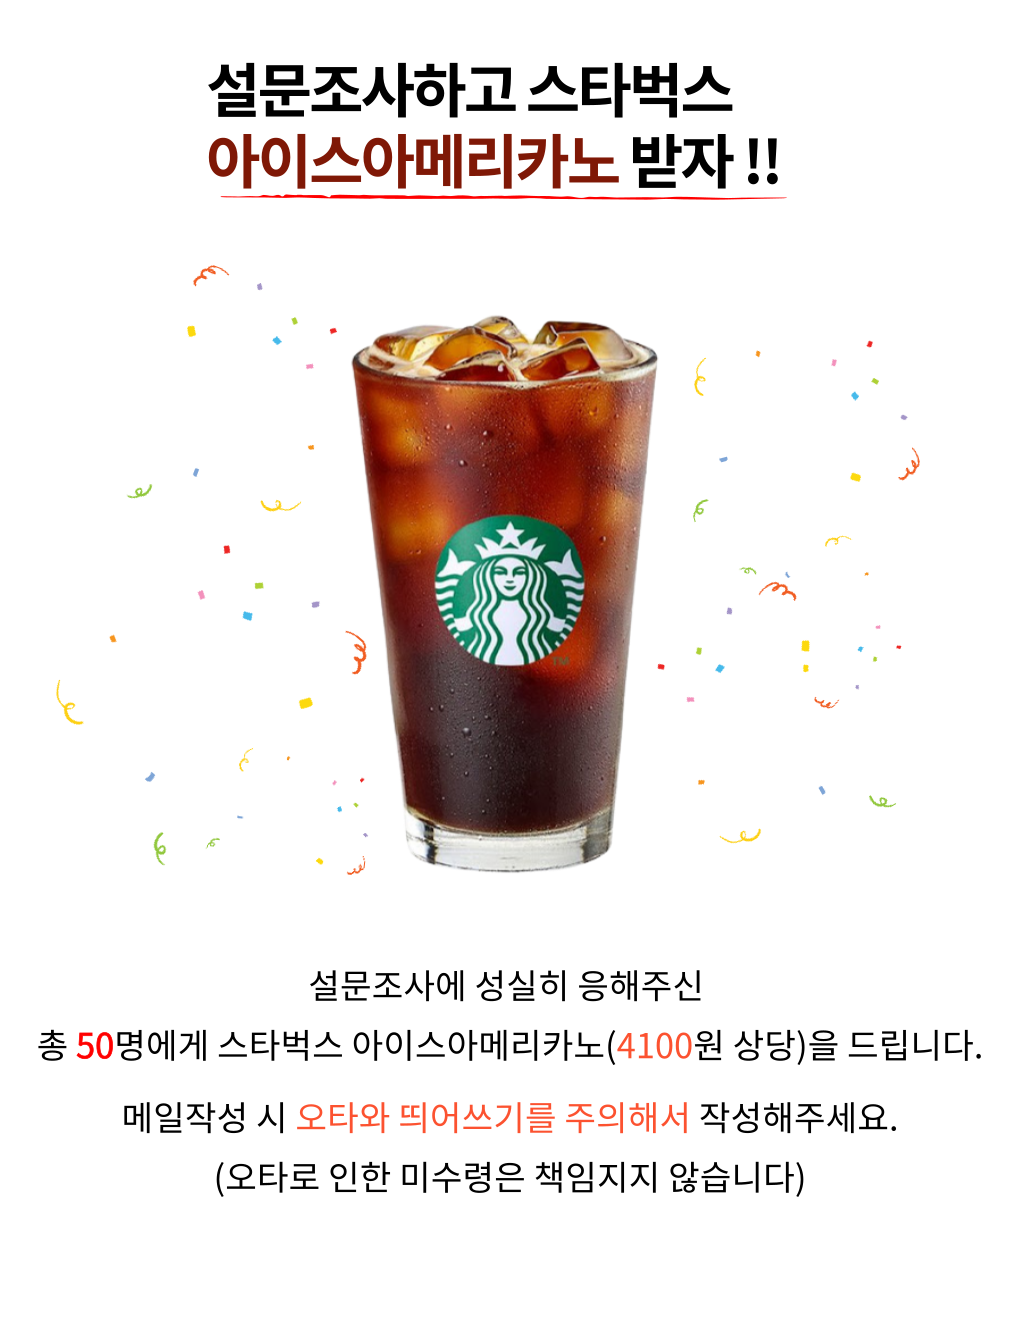 설문조사하고 스타벅스
아이스아메리카노 받자 !!
TM
설문조사에 성실히 응해주신
총 50명에게 스타벅스 아이스아메리카노(4100원 상당)을 드립니다.
메일작성 시 오타와 띄어쓰기를 주의해서 작성해주세요.
(오타로 인한 미수령은 책임지지 않습니다)